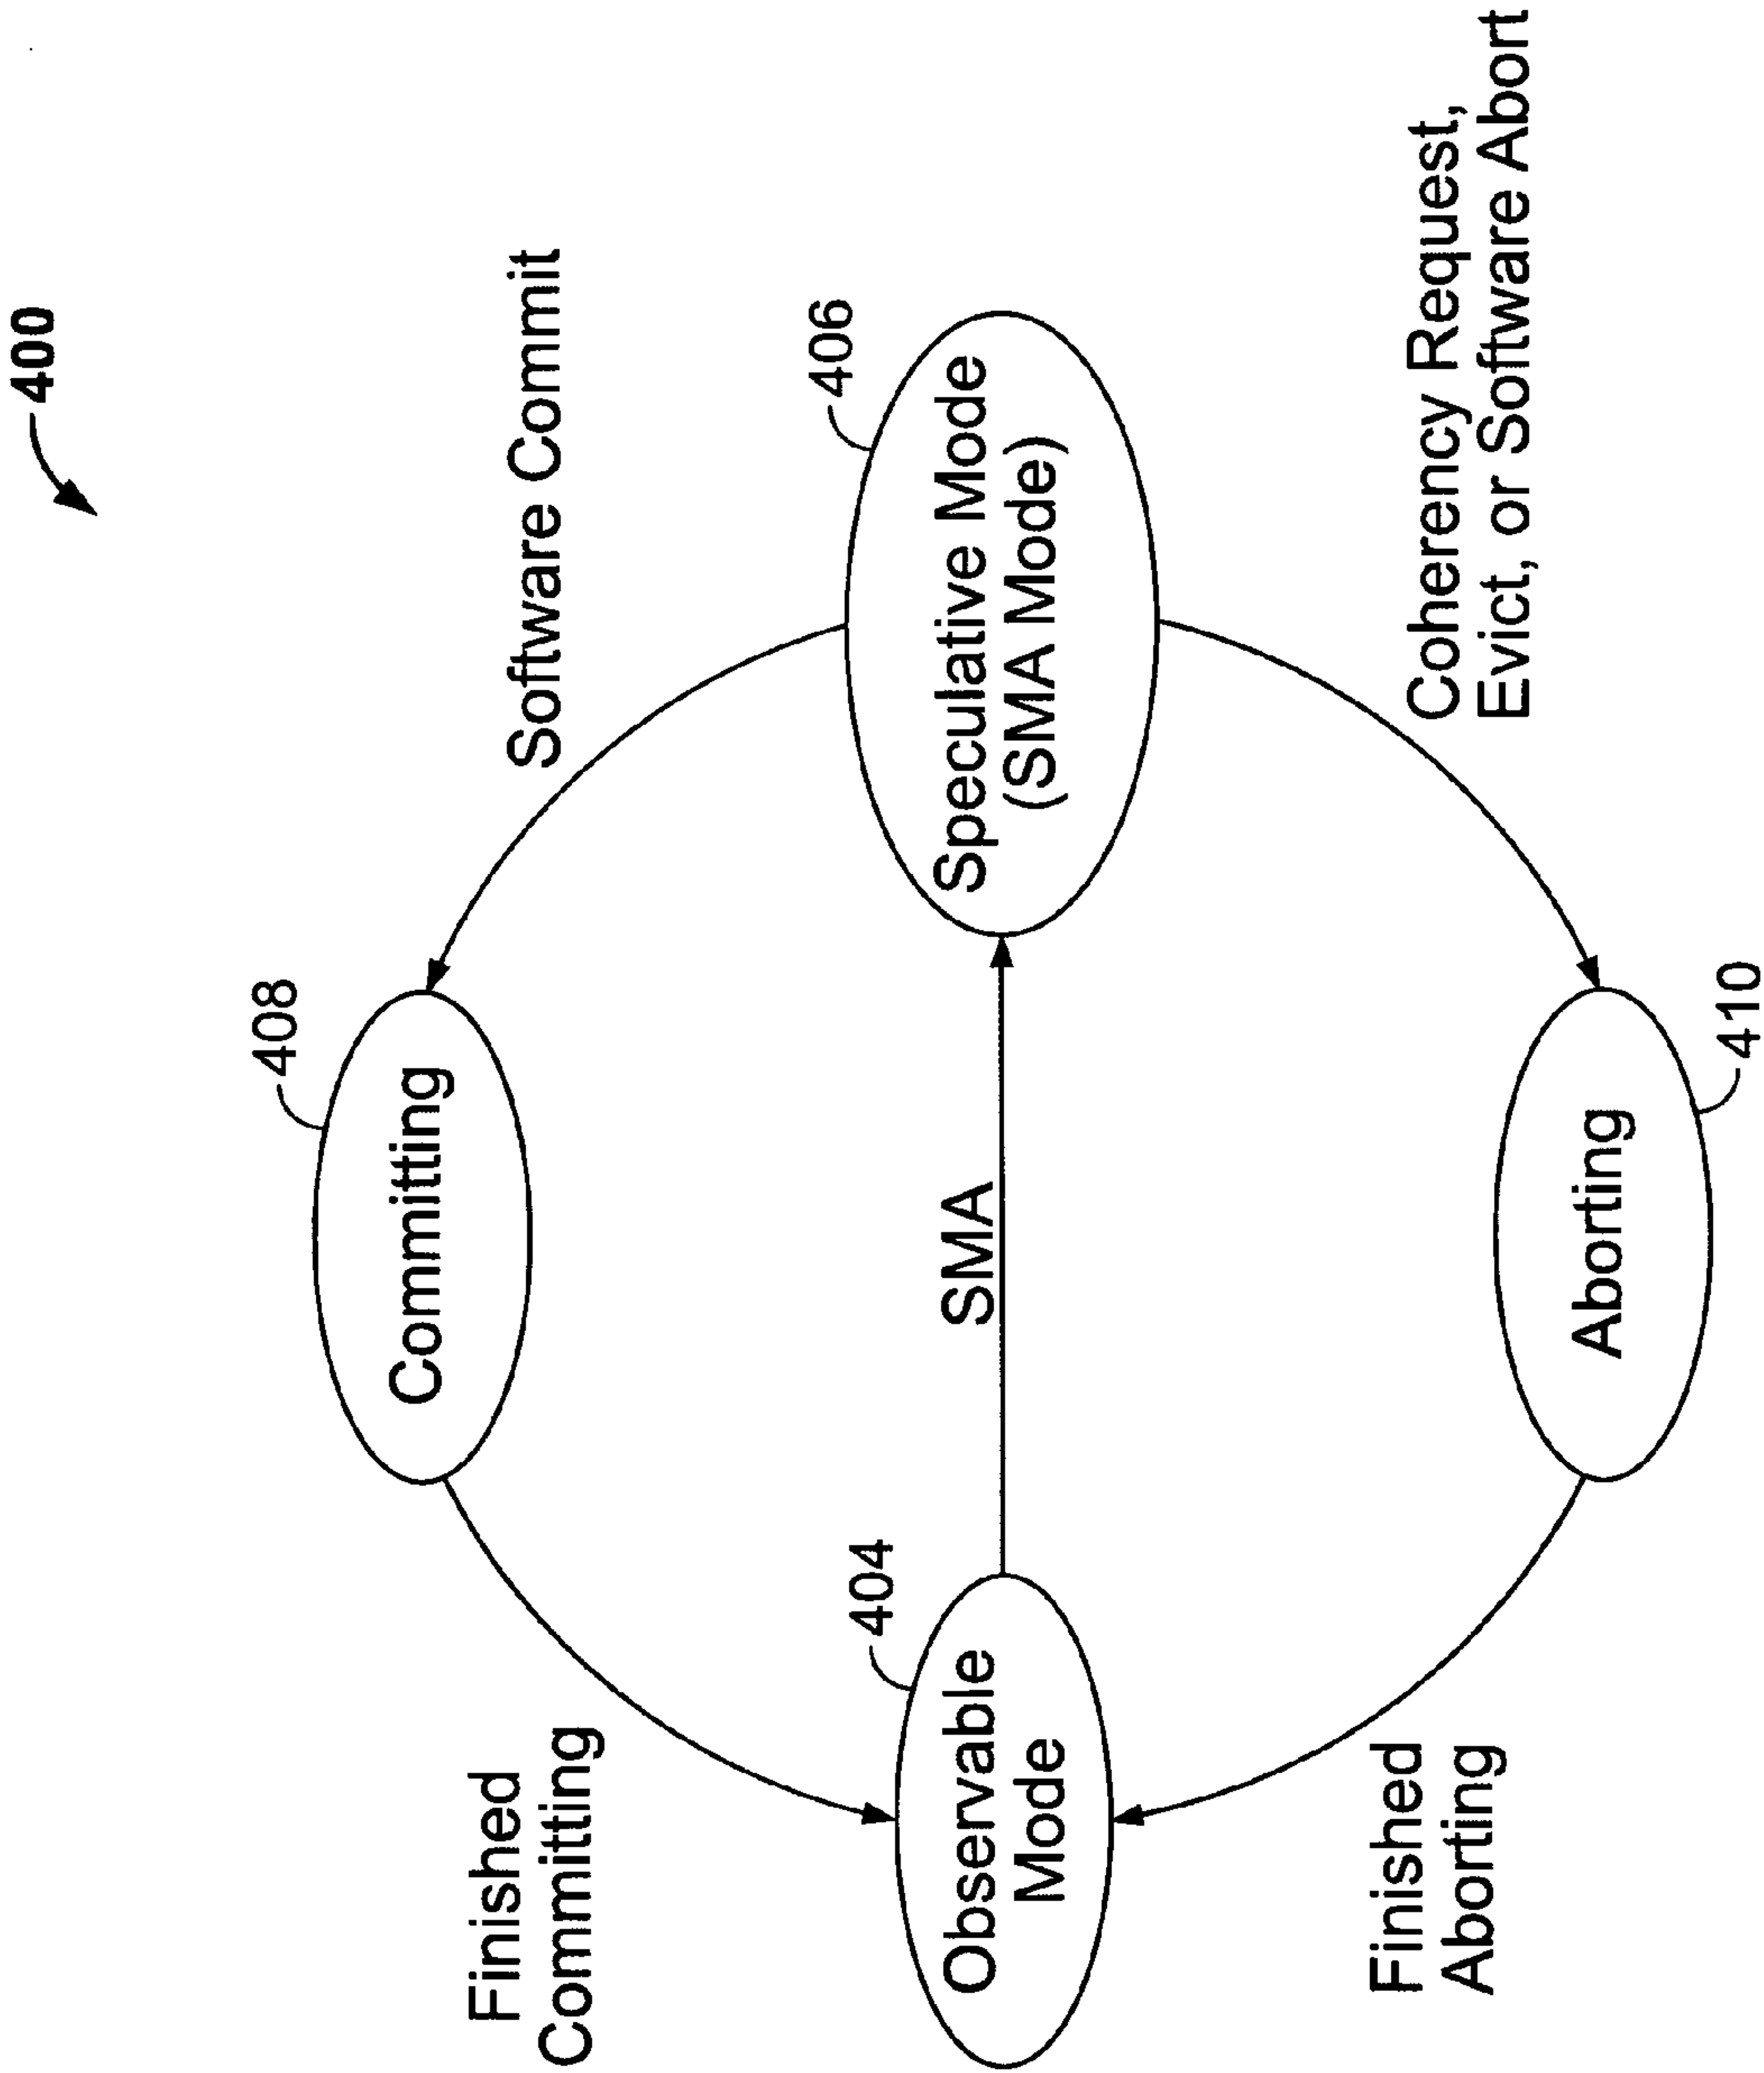 400
Software Commit
408
Committing
406
Finished
Committing
404
Observable
Mode
SMA
Speculative Mode
(SMA Mode)
Coherency Request,
Evict, or Software Abort
Finished
Aborting
Aborting
410